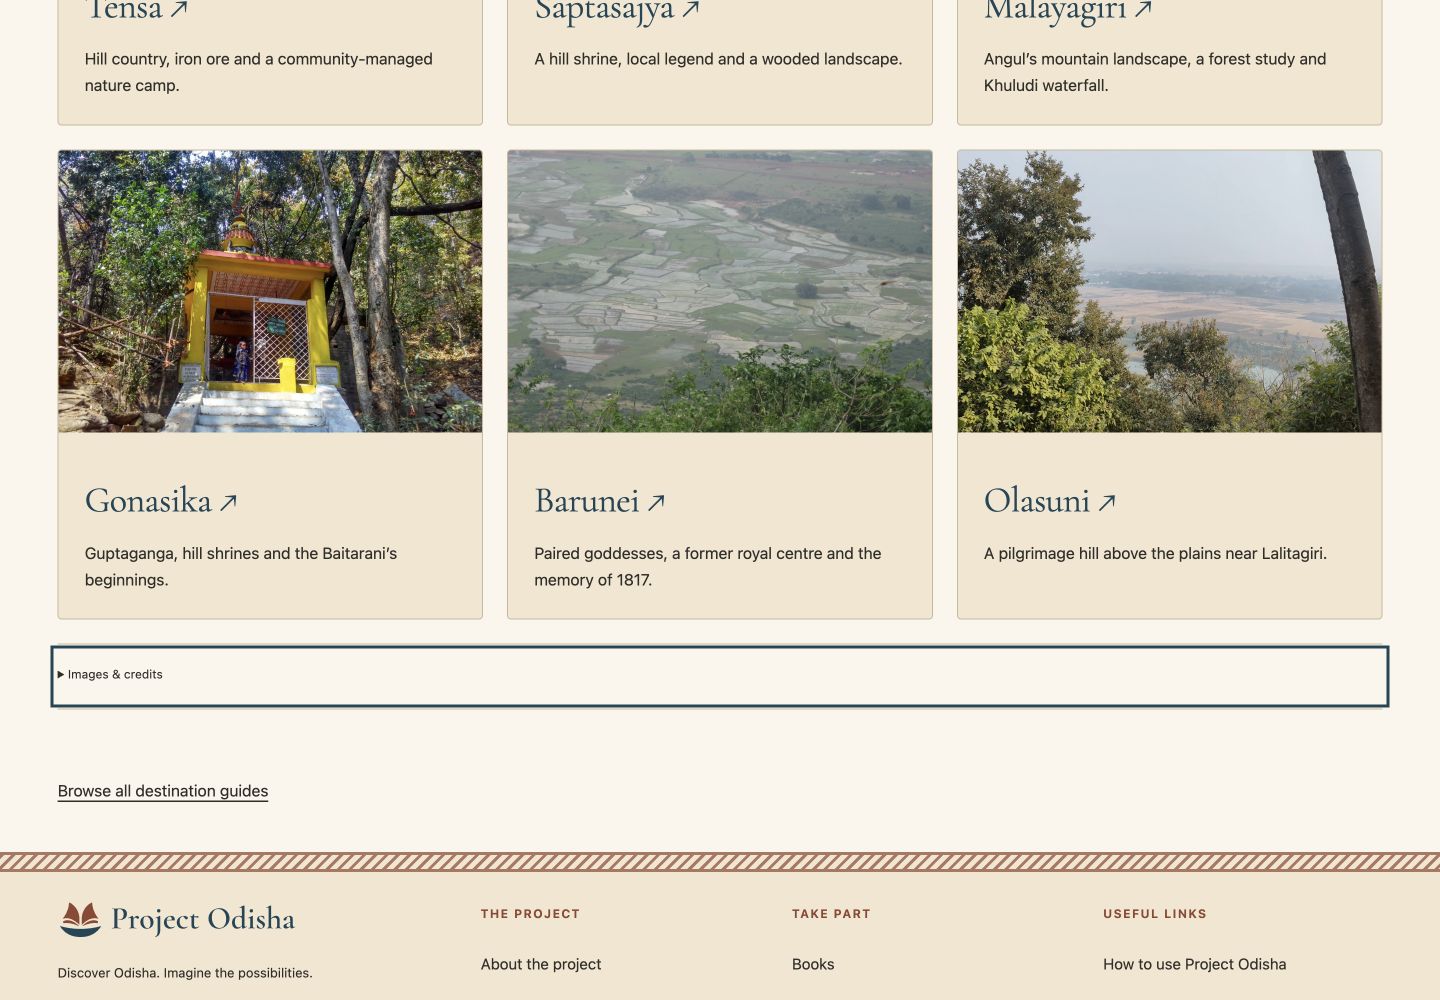 Tensa ↗
Saptasajya ↗
Malayagiri ↗
Hill country, iron ore and a community-managed
nature camp.
A hill shrine, local legend and a wooded landscape.
Angul’s mountain landscape, a forest study and
Khuludi waterfall.
Gonasika ↗
Barunei ↗
Olasuni ↗
Guptaganga, hill shrines and the Baitarani’s
beginnings.
Paired goddesses, a former royal centre and the
memory of 1817.
A pilgrimage hill above the plains near Lalitagiri.
▶ Images & credits
Browse all destination guides
Project Odisha
Discover Odisha. Imagine the possibilities.
THE PROJECT
About the project
TAKE PART
Books
USEFUL LINKS
How to use Project Odisha